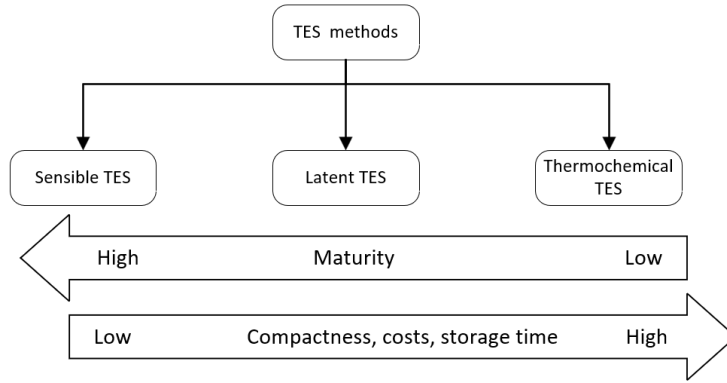 TES methods
Sensible TES
Latent TES
Thermochemical
TES
High Maturity Low
Low Compactness, costs, storage time High